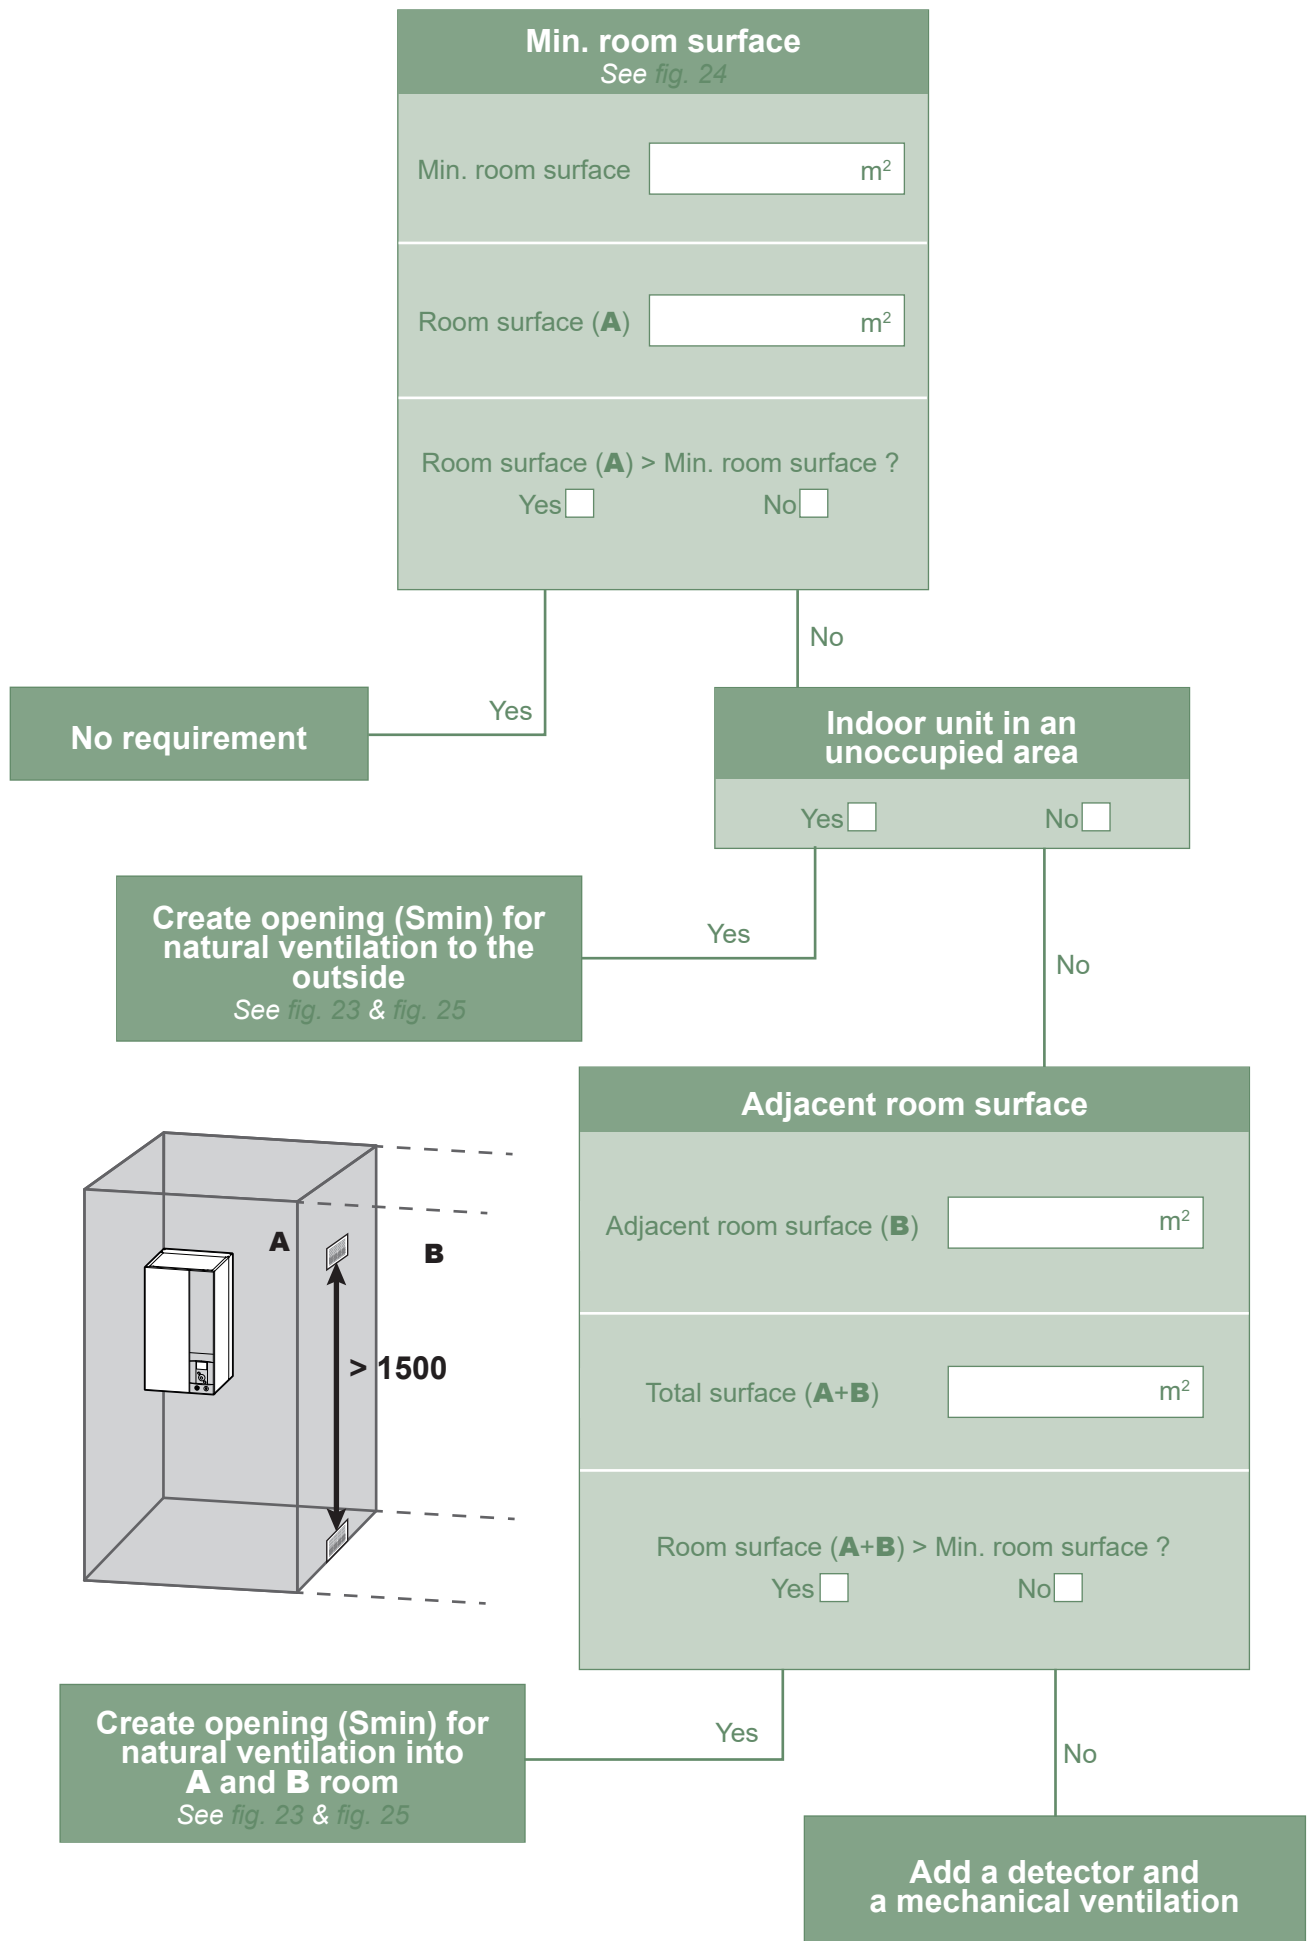 Min. room surface
See fig. 24
Min. room surface m²
Room surface (A) m²
Room surface (A) > Min. room surface ?
Yes No
No
Yes
No requirement
Indoor unit in an
unoccupied area
Yes No
Create opening (Smin) for
natural ventilation to the
outside
See fig. 23 & fig. 25
Yes
No
Adjacent room surface
Adjacent room surface (B) m²
Total surface (A+B) m²
Room surface (A+B) > Min. room surface ?
Yes No
A
B
> 1500
Create opening (Smin) for
natural ventilation into
A and B room
See fig. 23 & fig. 25
Yes
No
Add a detector and
a mechanical ventilation